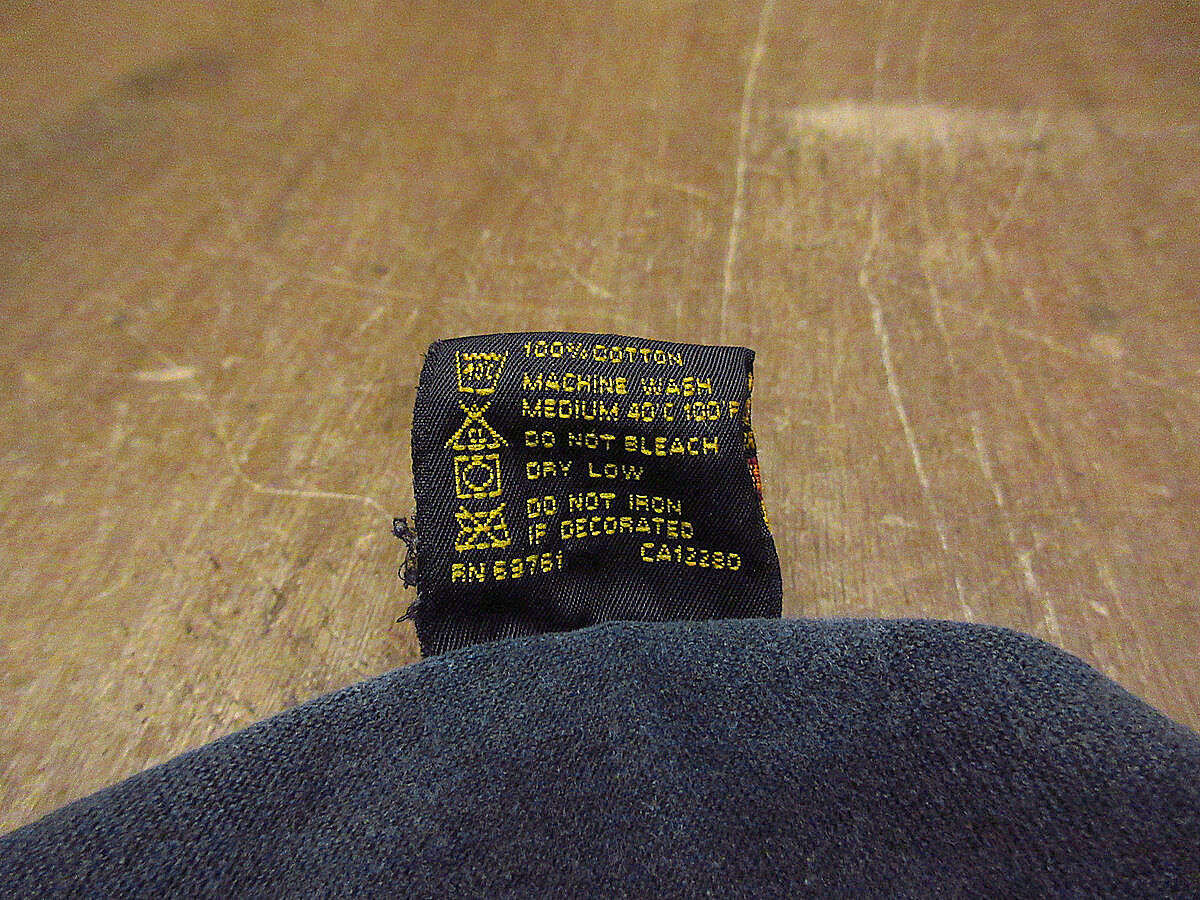 100% COTTON
MACHINE WASH
MEDIUM 40°C 100°F
DO NOT BLEACH
DRY LOW
DO NOT IRON
IF DECORATED
RN 69761 CA12280